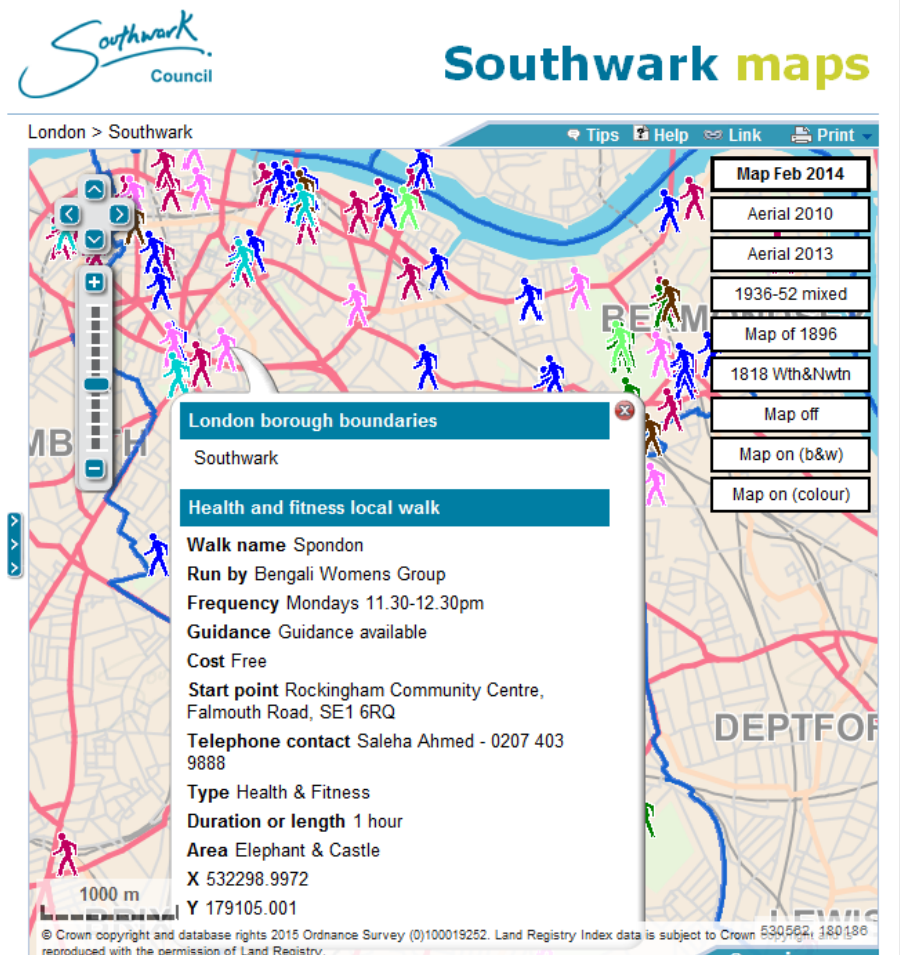 Southwark
Council
Southwark maps
London > Southwark
Tips Help Link Print
Map Feb 2014
Aerial 2010
Aerial 2013
1936-52 mixed
Map of 1896
1818 Wth&Nwtn
Map off
Map on (b&w)
Map on (colour)
London borough boundaries
Southwark
Health and fitness local walk
Walk name Spondon
Run by Bengali Womens Group
Frequency Mondays 11.30-12.30pm
Guidance Guidance available
Cost Free
Start point Rockingham Community Centre,
Falmouth Road, SE1 6RQ
Telephone contact Saleha Ahmed - 0207 403
9888
Type Health & Fitness
Duration or length 1 hour
Area Elephant & Castle
X 532298.9972
Y 179105.001
DEPTFOR
LEWIS
1000 m
530562, 180186
© Crown copyright and database rights 2015 Ordnance Survey (0)100019252. Land Registry Index data is subject to Crown copyright and is
reproduced with the permission of Land Registry.